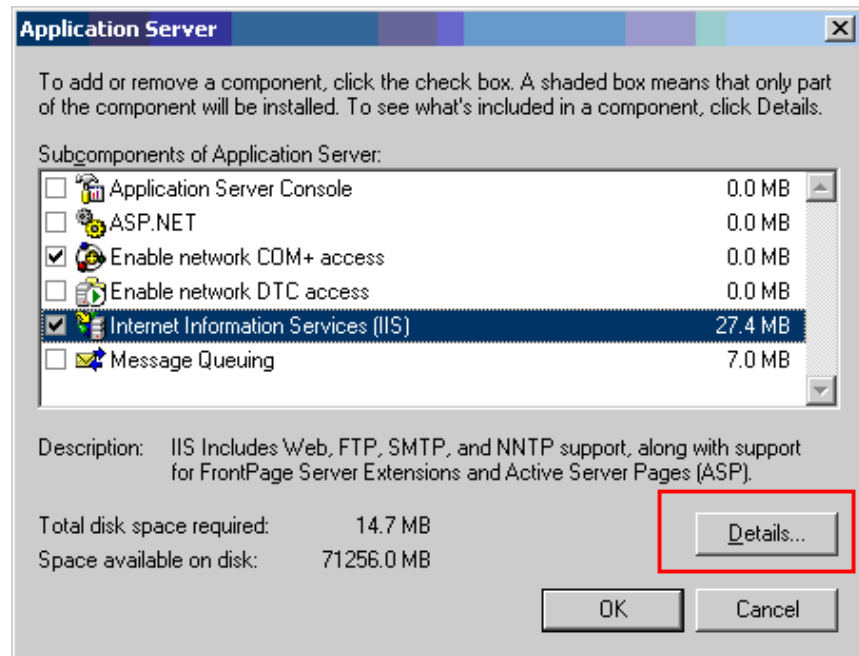 Application Server
To add or remove a component, click the check box. A shaded box means that only part
of the component will be installed. To see what's included in a component, click Details.
Subcomponents of Application Server:
Application Server Console 0.0 MB
ASP.NET 0.0 MB
Enable network COM+ access 0.0 MB
Enable network DTC access 0.0 MB
Internet Information Services (IIS) 27.4 MB
Message Queuing 7.0 MB
Description: IIS Includes Web, FTP, SMTP, and NNTP support, along with support
for FrontPage Server Extensions and Active Server Pages (ASP).
Total disk space required: 14.7 MB
Space available on disk: 71256.0 MB
Details...
OK Cancel